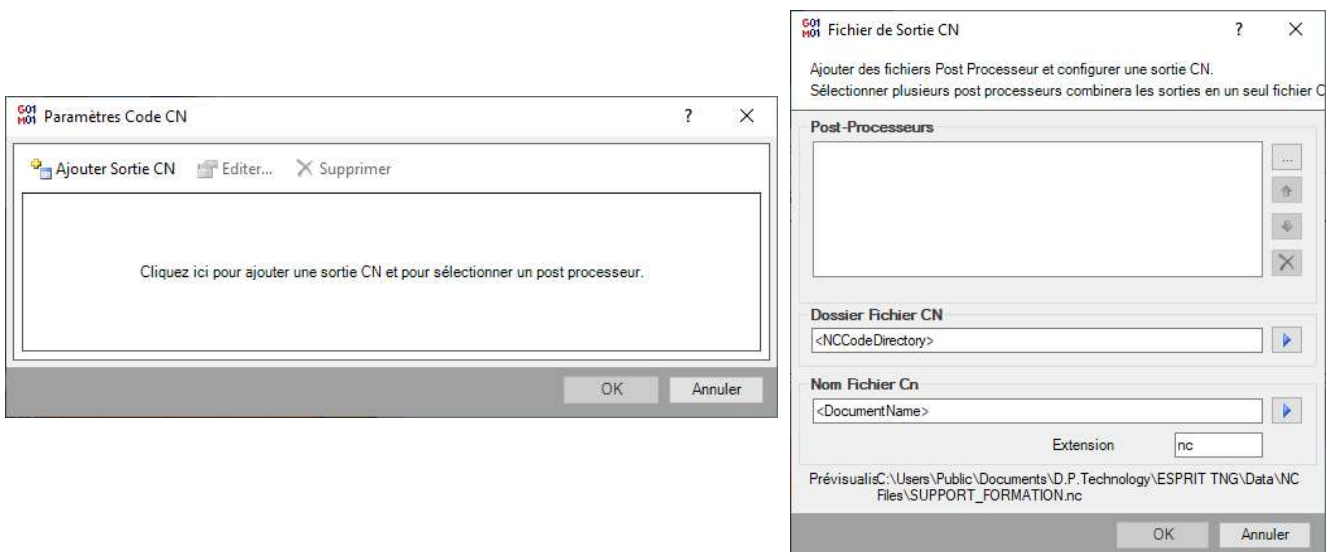 G01
M01 Paramètres Code CN ?
Ajouter Sortie CN Editer... Supprimer
Cliquez ici pour ajouter une sortie CN et pour sélectionner un post processeur.
OK Annuler
G01
M01 Fichier de Sortie CN ?
Ajouter des fichiers Post Processeur et configurer une sortie CN.
Sélectionner plusieurs post processeurs combinera les sorties en un seul fichier C
Post-Processeurs
...
Dossier Fichier CN
<NCCodeDirectory>
Nom Fichier Cn
<DocumentName>
Extension nc
PrévisualisC:\Users\Public\Documents\D.P.Technology\ESPRIT TNG\Data\NC
Files\SUPPORT_FORMATION.nc
OK Annuler